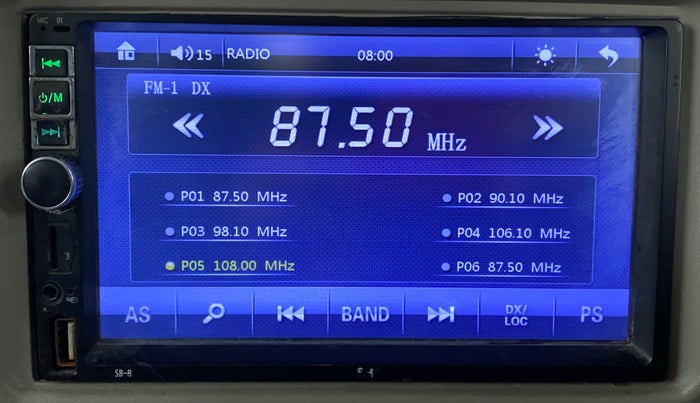 MIC IR
15 RADIO 08:00
FM-1 DX
87.50 MHz
P01 87.50 MHz P02 90.10 MHz
P03 98.10 MHz P04 106.10 MHz
P05 108.00 MHz P06 87.50 MHz
AS BAND DX/LOC PS
⏻/M
RES
SB-8